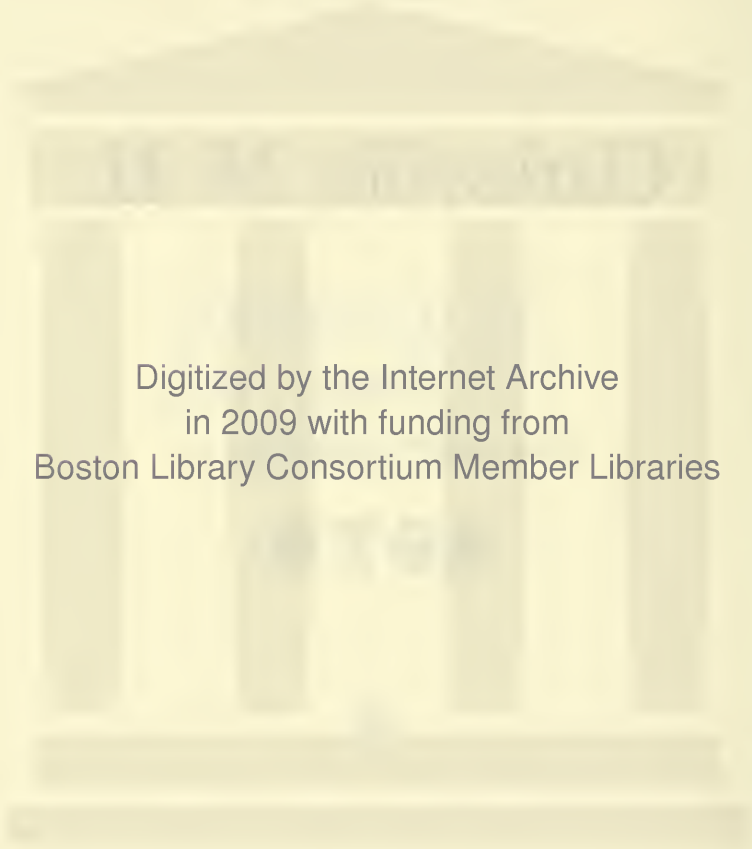 Digitized by the Internet Archive
in 2009 with funding from
Boston Library Consortium Member Libraries